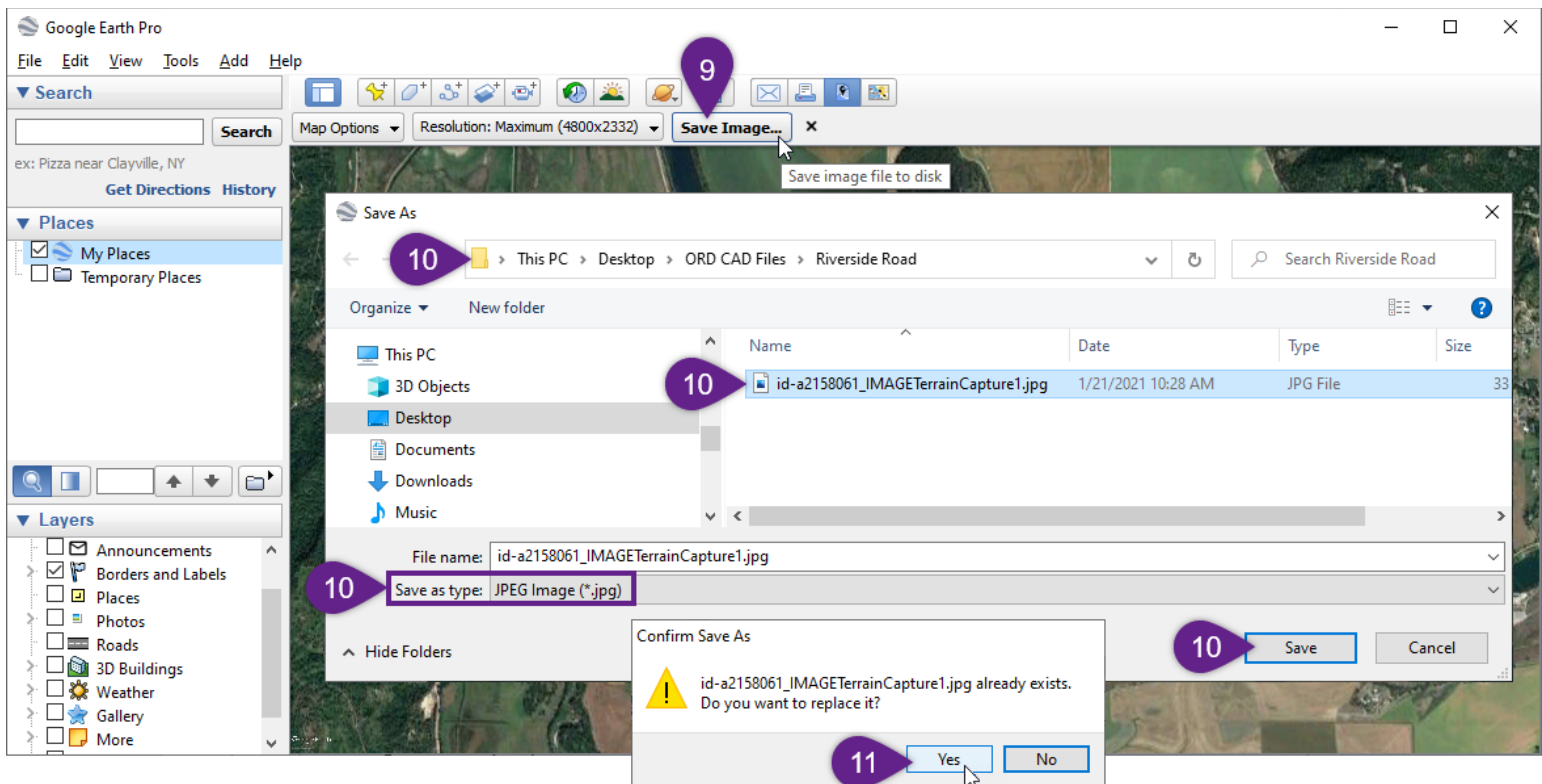 Google Earth Pro
File Edit View Tools Add Help
Search
9
Search
Map Options
Resolution: Maximum (4800x2332)
Save Image...
ex: Pizza near Clayville, NY
Save image file to disk
Get Directions History
Places
My Places
Temporary Places
Save As
10
This PC > Desktop > ORD CAD Files > Riverside Road
Search Riverside Road
Organize
New folder
?
This PC
3D Objects
Desktop
Documents
Downloads
Music
Name Date Type Size
10
id-a2158061_IMAGETerrainCapture1.jpg 1/21/2021 10:28 AM JPG File 33
File name: id-a2158061_IMAGETerrainCapture1.jpg
10
Save as type: JPEG Image (*.jpg)
Hide Folders
10
Save
Cancel
Layers
Announcements
Borders and Labels
Places
Photos
Roads
3D Buildings
Weather
Gallery
More
Confirm Save As
id-a2158061_IMAGETerrainCapture1.jpg already exists.
Do you want to replace it?
11
Yes
No